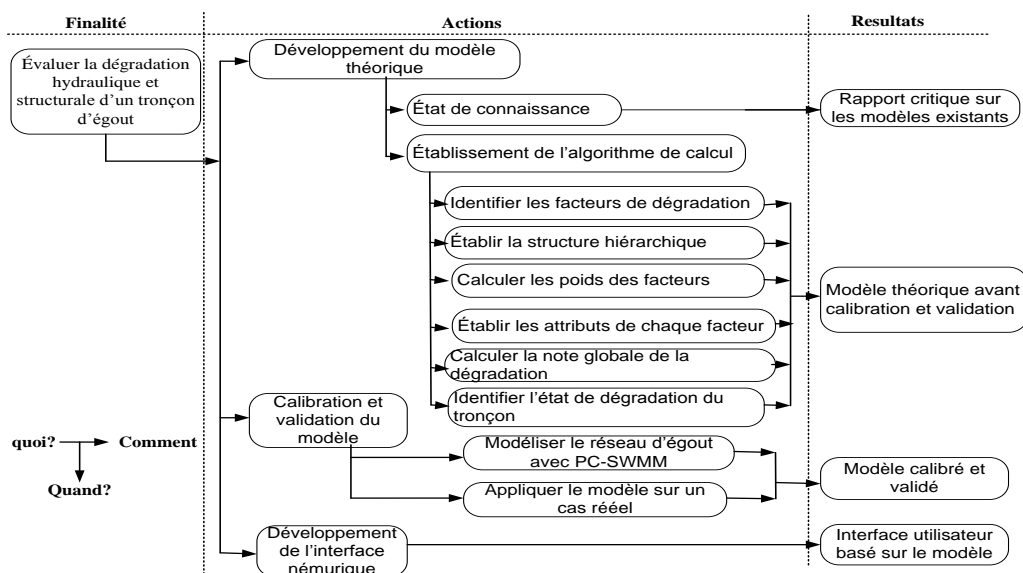 Finalité
Actions
Resultats
Évaluer la dégradation
hydraulique et
structurale d'un tronçon
d'égout
Développement du modèle
théorique
État de connaissance
Rapport critique sur
les modèles existants
Établissement de l'algorithme de calcul
Identifier les facteurs de dégradation
Établir la structure hiérarchique
Calculer les poids des facteurs
Établir les attributs de chaque facteur
Calculer la note globale de la
dégradation
Identifier l'état de dégradation du
tronçon
Modèle théorique avant
calibration et validation
Calibration et
validation du
modèle
Modéliser le réseau d'égout
avec PC-SWMM
Appliquer le modèle sur un
cas rééel
Modèle calibré et
validé
quoi?
Comment
Quand?
Développement
de l'interface
némurique
Interface utilisateur
basé sur le modèle